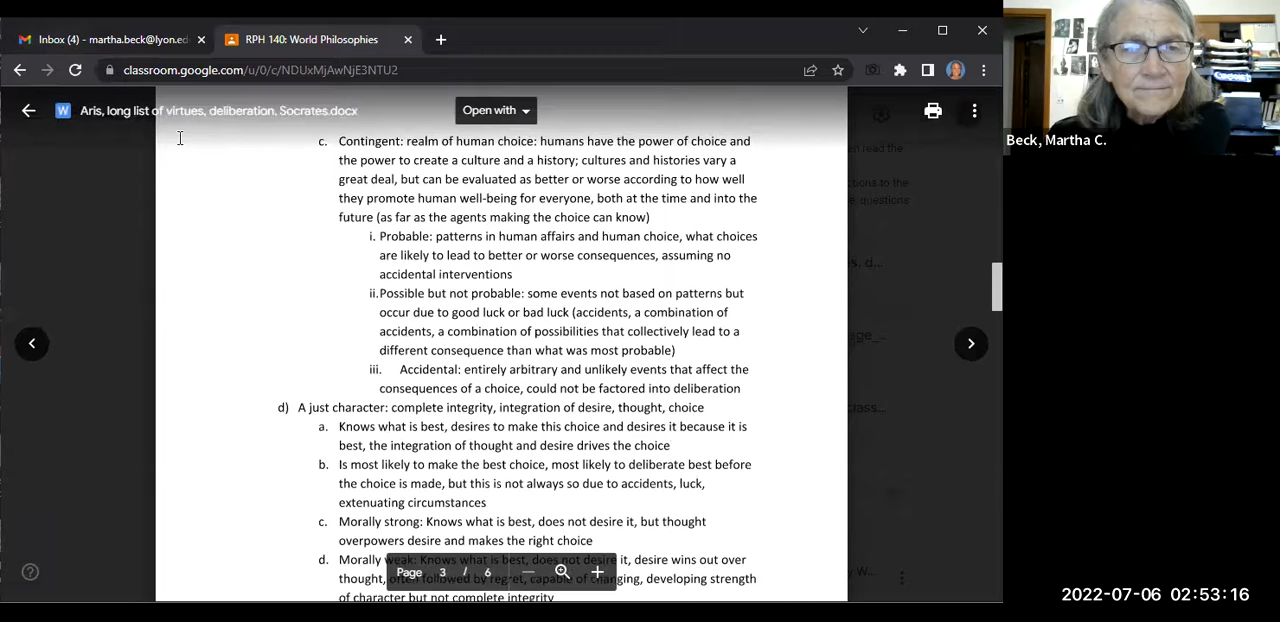 Inbox (4) - martha.beck@lyon.ed
RPH 140: World Philosophies
classroom.google.com/u/0/c/NDUxMjAwNjE3NTU2
W Aris, long list of virtues, deliberation, Socrates.docx
Open with
c. Contingent: realm of human choice: humans have the power of choice and
the power to create a culture and a history; cultures and histories vary a
great deal, but can be evaluated as better or worse according to how well
they promote human well-being for everyone, both at the time and into the
future (as far as the agents making the choice can know)
i. Probable: patterns in human affairs and human choice, what choices
are likely to lead to better or worse consequences, assuming no
accidental interventions
ii. Possible but not probable: some events not based on patterns but
occur due to good luck or bad luck (accidents, a combination of
accidents, a combination of possibilities that collectively lead to a
different consequence than what was most probable)
iii. Accidental: entirely arbitrary and unlikely events that affect the
consequences of a choice, could not be factored into deliberation
d) A just character: complete integrity, integration of desire, thought, choice
a. Knows what is best, desires to make this choice and desires it because it is
best, the integration of thought and desire drives the choice
b. Is most likely to make the best choice, most likely to deliberate best before
the choice is made, but this is not always so due to accidents, luck,
extenuating circumstances
c. Morally strong: Knows what is best, does not desire it, but thought
overpowers desire and makes the right choice
d. Morally weak: Knows what is best, does not desire it, desire wins out over
thought, often followed by regret, capable of changing, developing strength
of character but not complete integrity
Page 3 / 6
Beck, Martha C.
2022-07-06 02:53:16